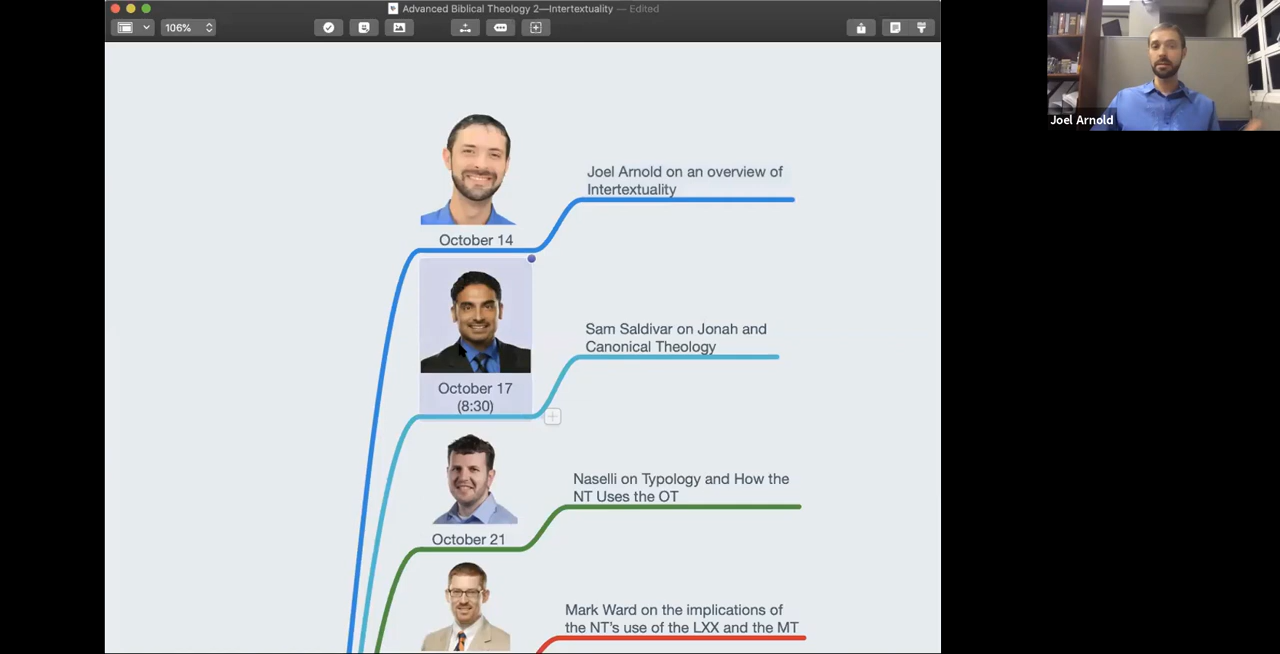 Advanced Biblical Theology 2—Intertextuality — Edited
106%
Joel Arnold
Joel Arnold on an overview of
Intertextuality
October 14
Sam Saldivar on Jonah and
Canonical Theology
October 17
(8:30)
Naselli on Typology and How the
NT Uses the OT
October 21
Mark Ward on the implications of
the NT's use of the LXX and the MT